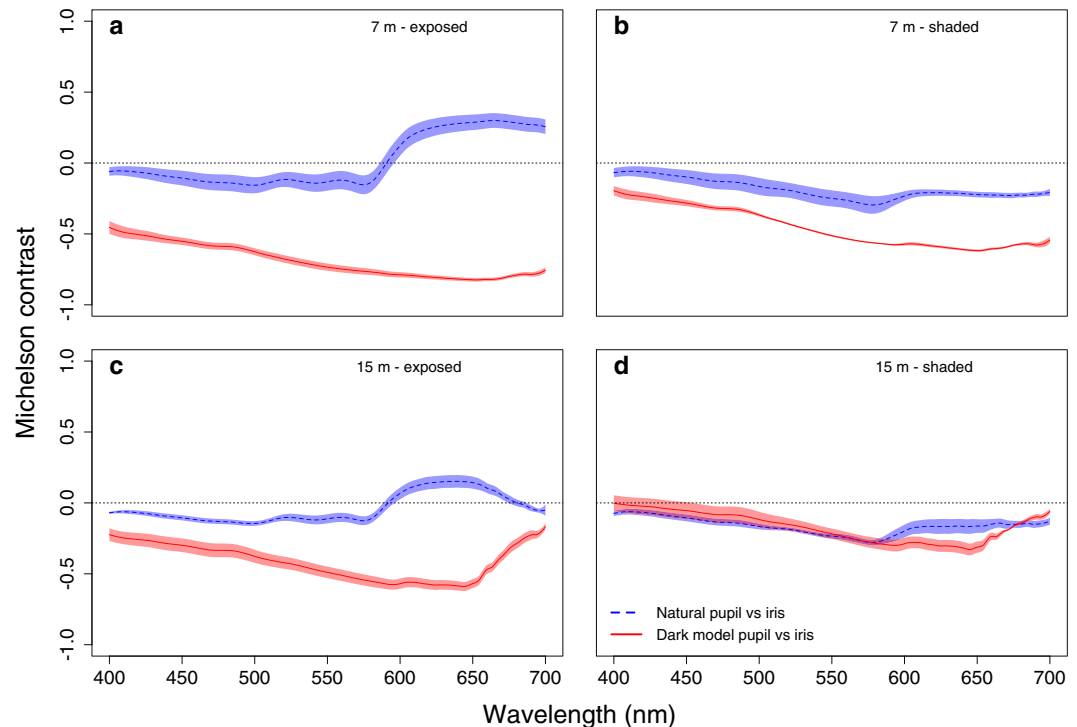 a
7 m - exposed
b
7 m - shaded
1.0
0.5
0.0
-0.5
-1.0
c
15 m - exposed
d
15 m - shaded
1.0
0.5
0.0
-0.5
-1.0
Michelson contrast
Natural pupil vs iris
Dark model pupil vs iris
400 450 500 550 600 650 700
400 450 500 550 600 650 700
Wavelength (nm)